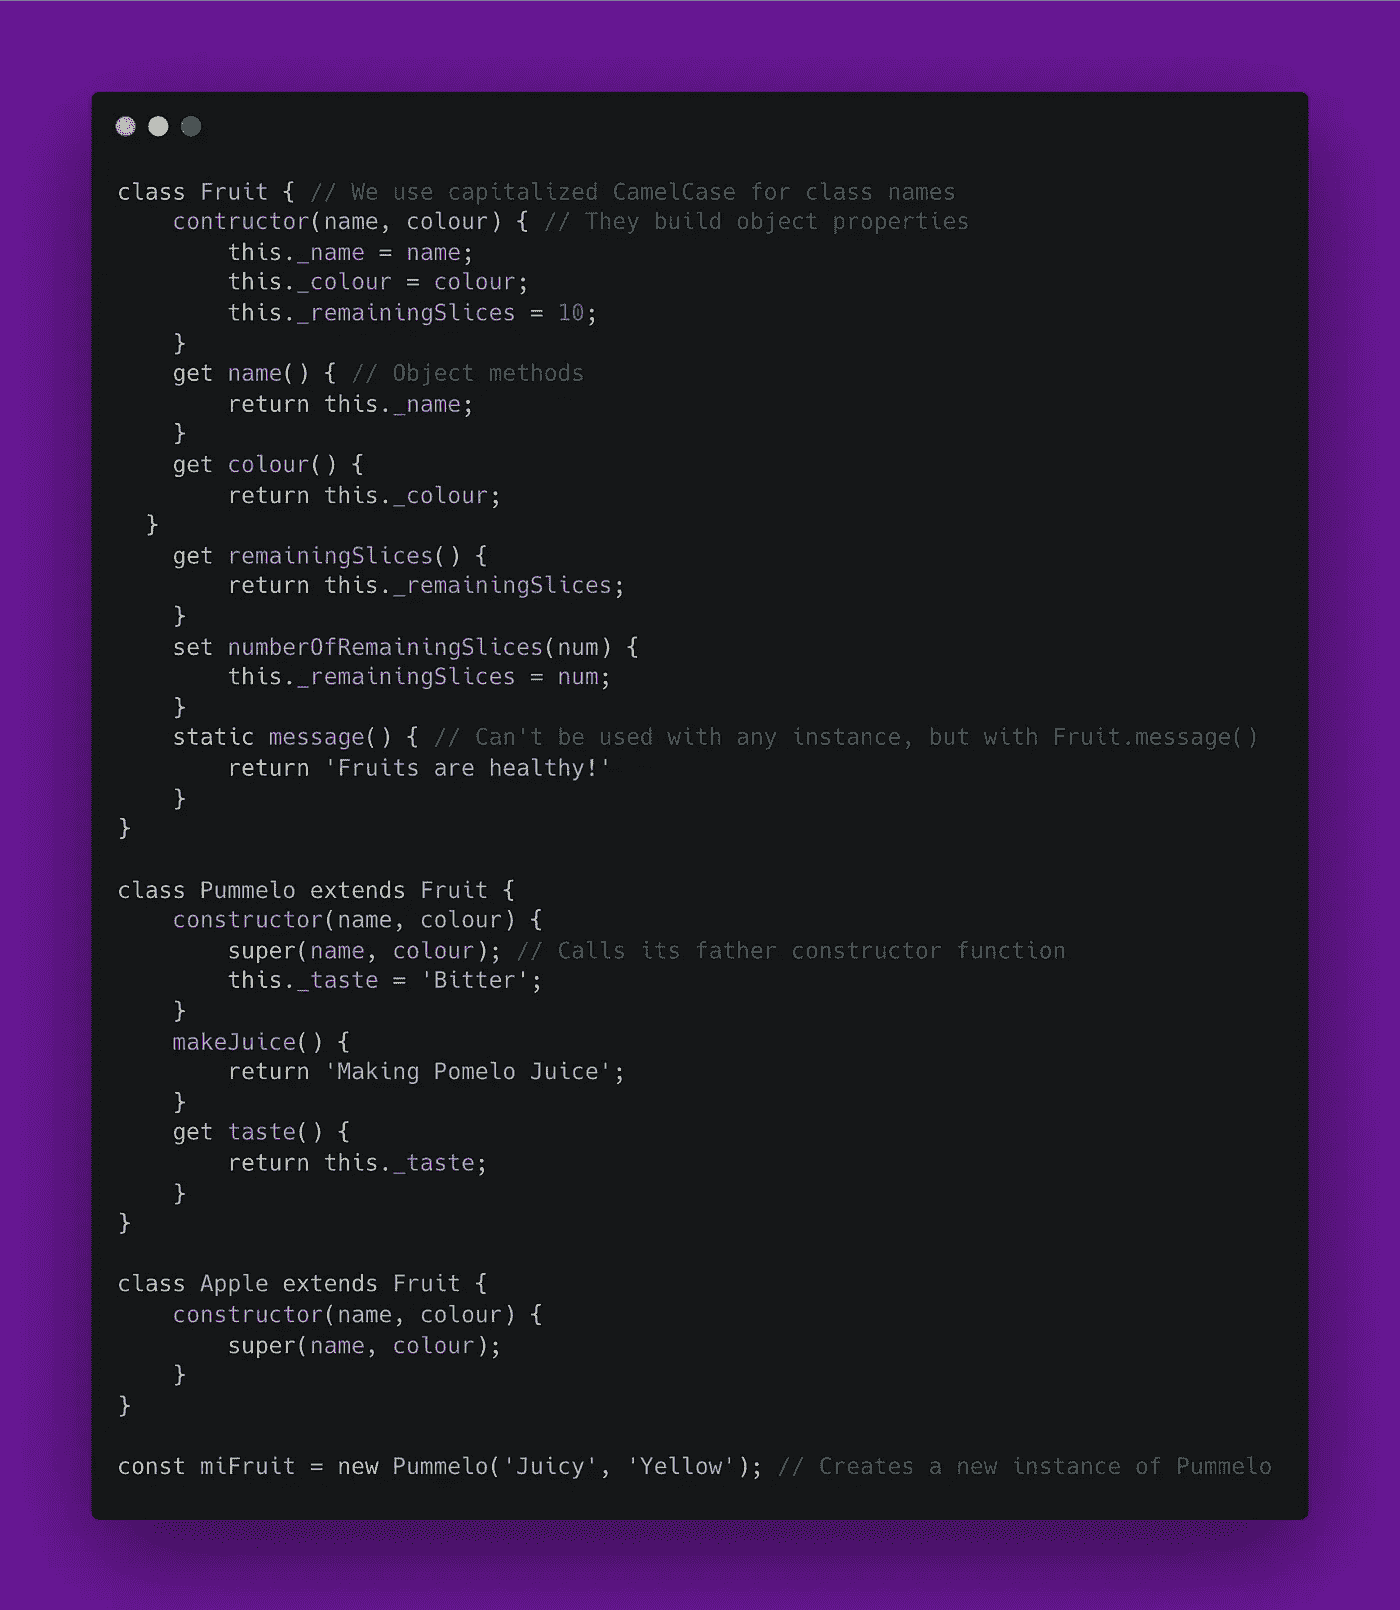 class Fruit { // We use capitalized CamelCase for class names
    contructor(name, colour) { // They build object properties
        this._name = name;
        this._colour = colour;
        this._remainingSlices = 10;
    }
    get name() { // Object methods
        return this._name;
    }
    get colour() {
        return this._colour;
  }
    get remainingSlices() {
        return this._remainingSlices;
    }
    set numberOfRemainingSlices(num) {
        this._remainingSlices = num;
    }
    static message() { // Can't be used with any instance, but with Fruit.message()
        return 'Fruits are healthy!'
    }
}

class Pummelo extends Fruit {
    constructor(name, colour) {
        super(name, colour); // Calls its father constructor function
        this._taste = 'Bitter';
    }
    makeJuice() {
        return 'Making Pomelo Juice';
    }
    get taste() {
        return this._taste;
    }
}

class Apple extends Fruit {
    constructor(name, colour) {
        super(name, colour);
    }
}

const miFruit = new Pummelo('Juicy', 'Yellow'); // Creates a new instance of Pummelo